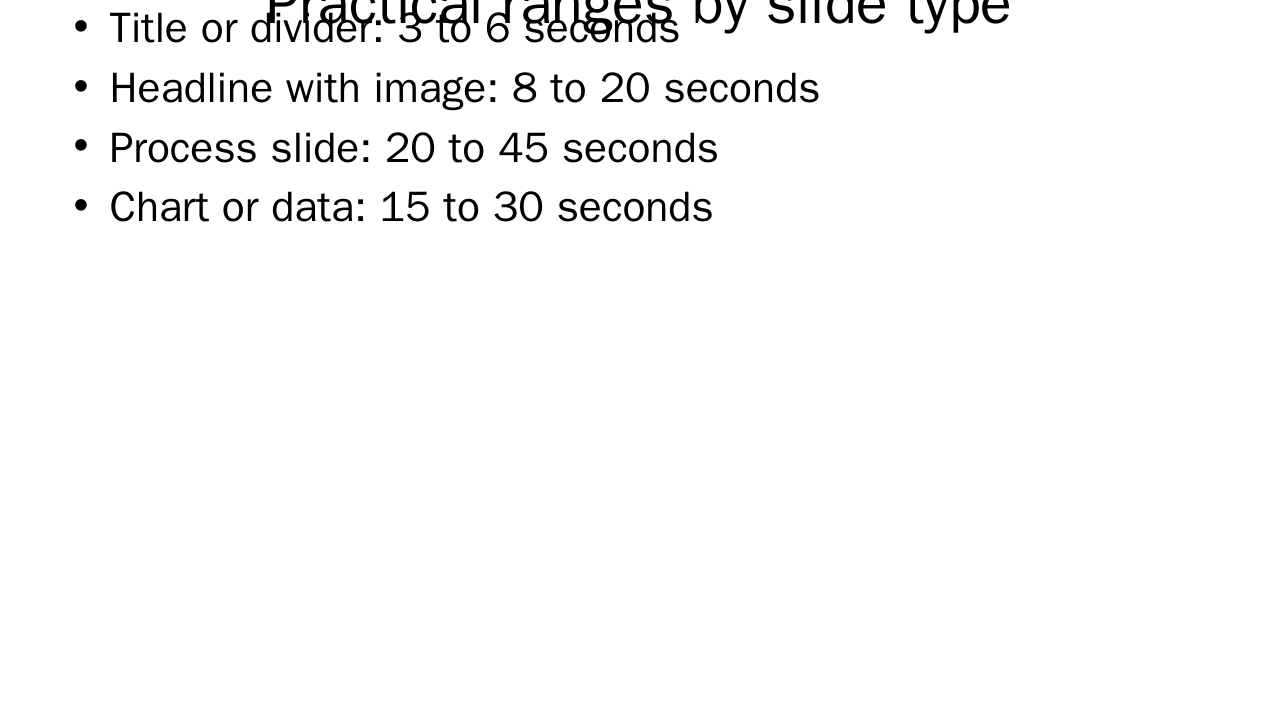 Practical ranges by slide type
• Title or divider: 3 to 6 seconds
• Headline with image: 8 to 20 seconds
• Process slide: 20 to 45 seconds
• Chart or data: 15 to 30 seconds